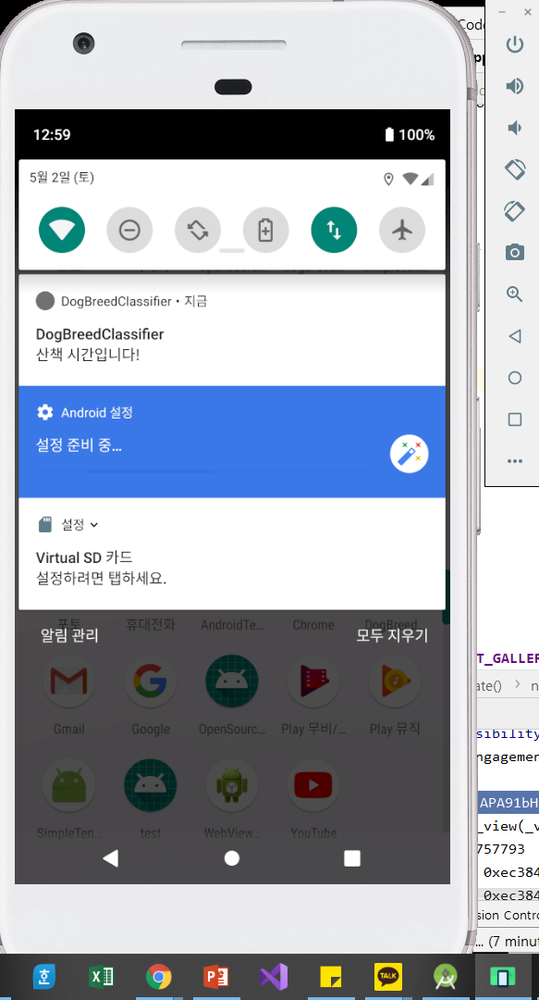 Code
pp
12:59
100%
5월 2일 (토)
DogBreedClassifier • 지금
DogBreedClassifier
산책 시간입니다!
Android 설정
설정 준비 중...
설정
Virtual SD 카드
설정하려면 탭하세요.
포토 휴대전화 AndroidTe... Chrome DogBreed...
알림 관리 모두 지우기
T_GALLER
Gmail Google OpenSourc... Play 무비/... Play 뮤직
ate() n
sibility
ngagemen
SimpleTen... test WebView... YouTube
APA91bH
_view(_v
757793
0xec384
0xec384
sion Contro
... (7 minut
TALK